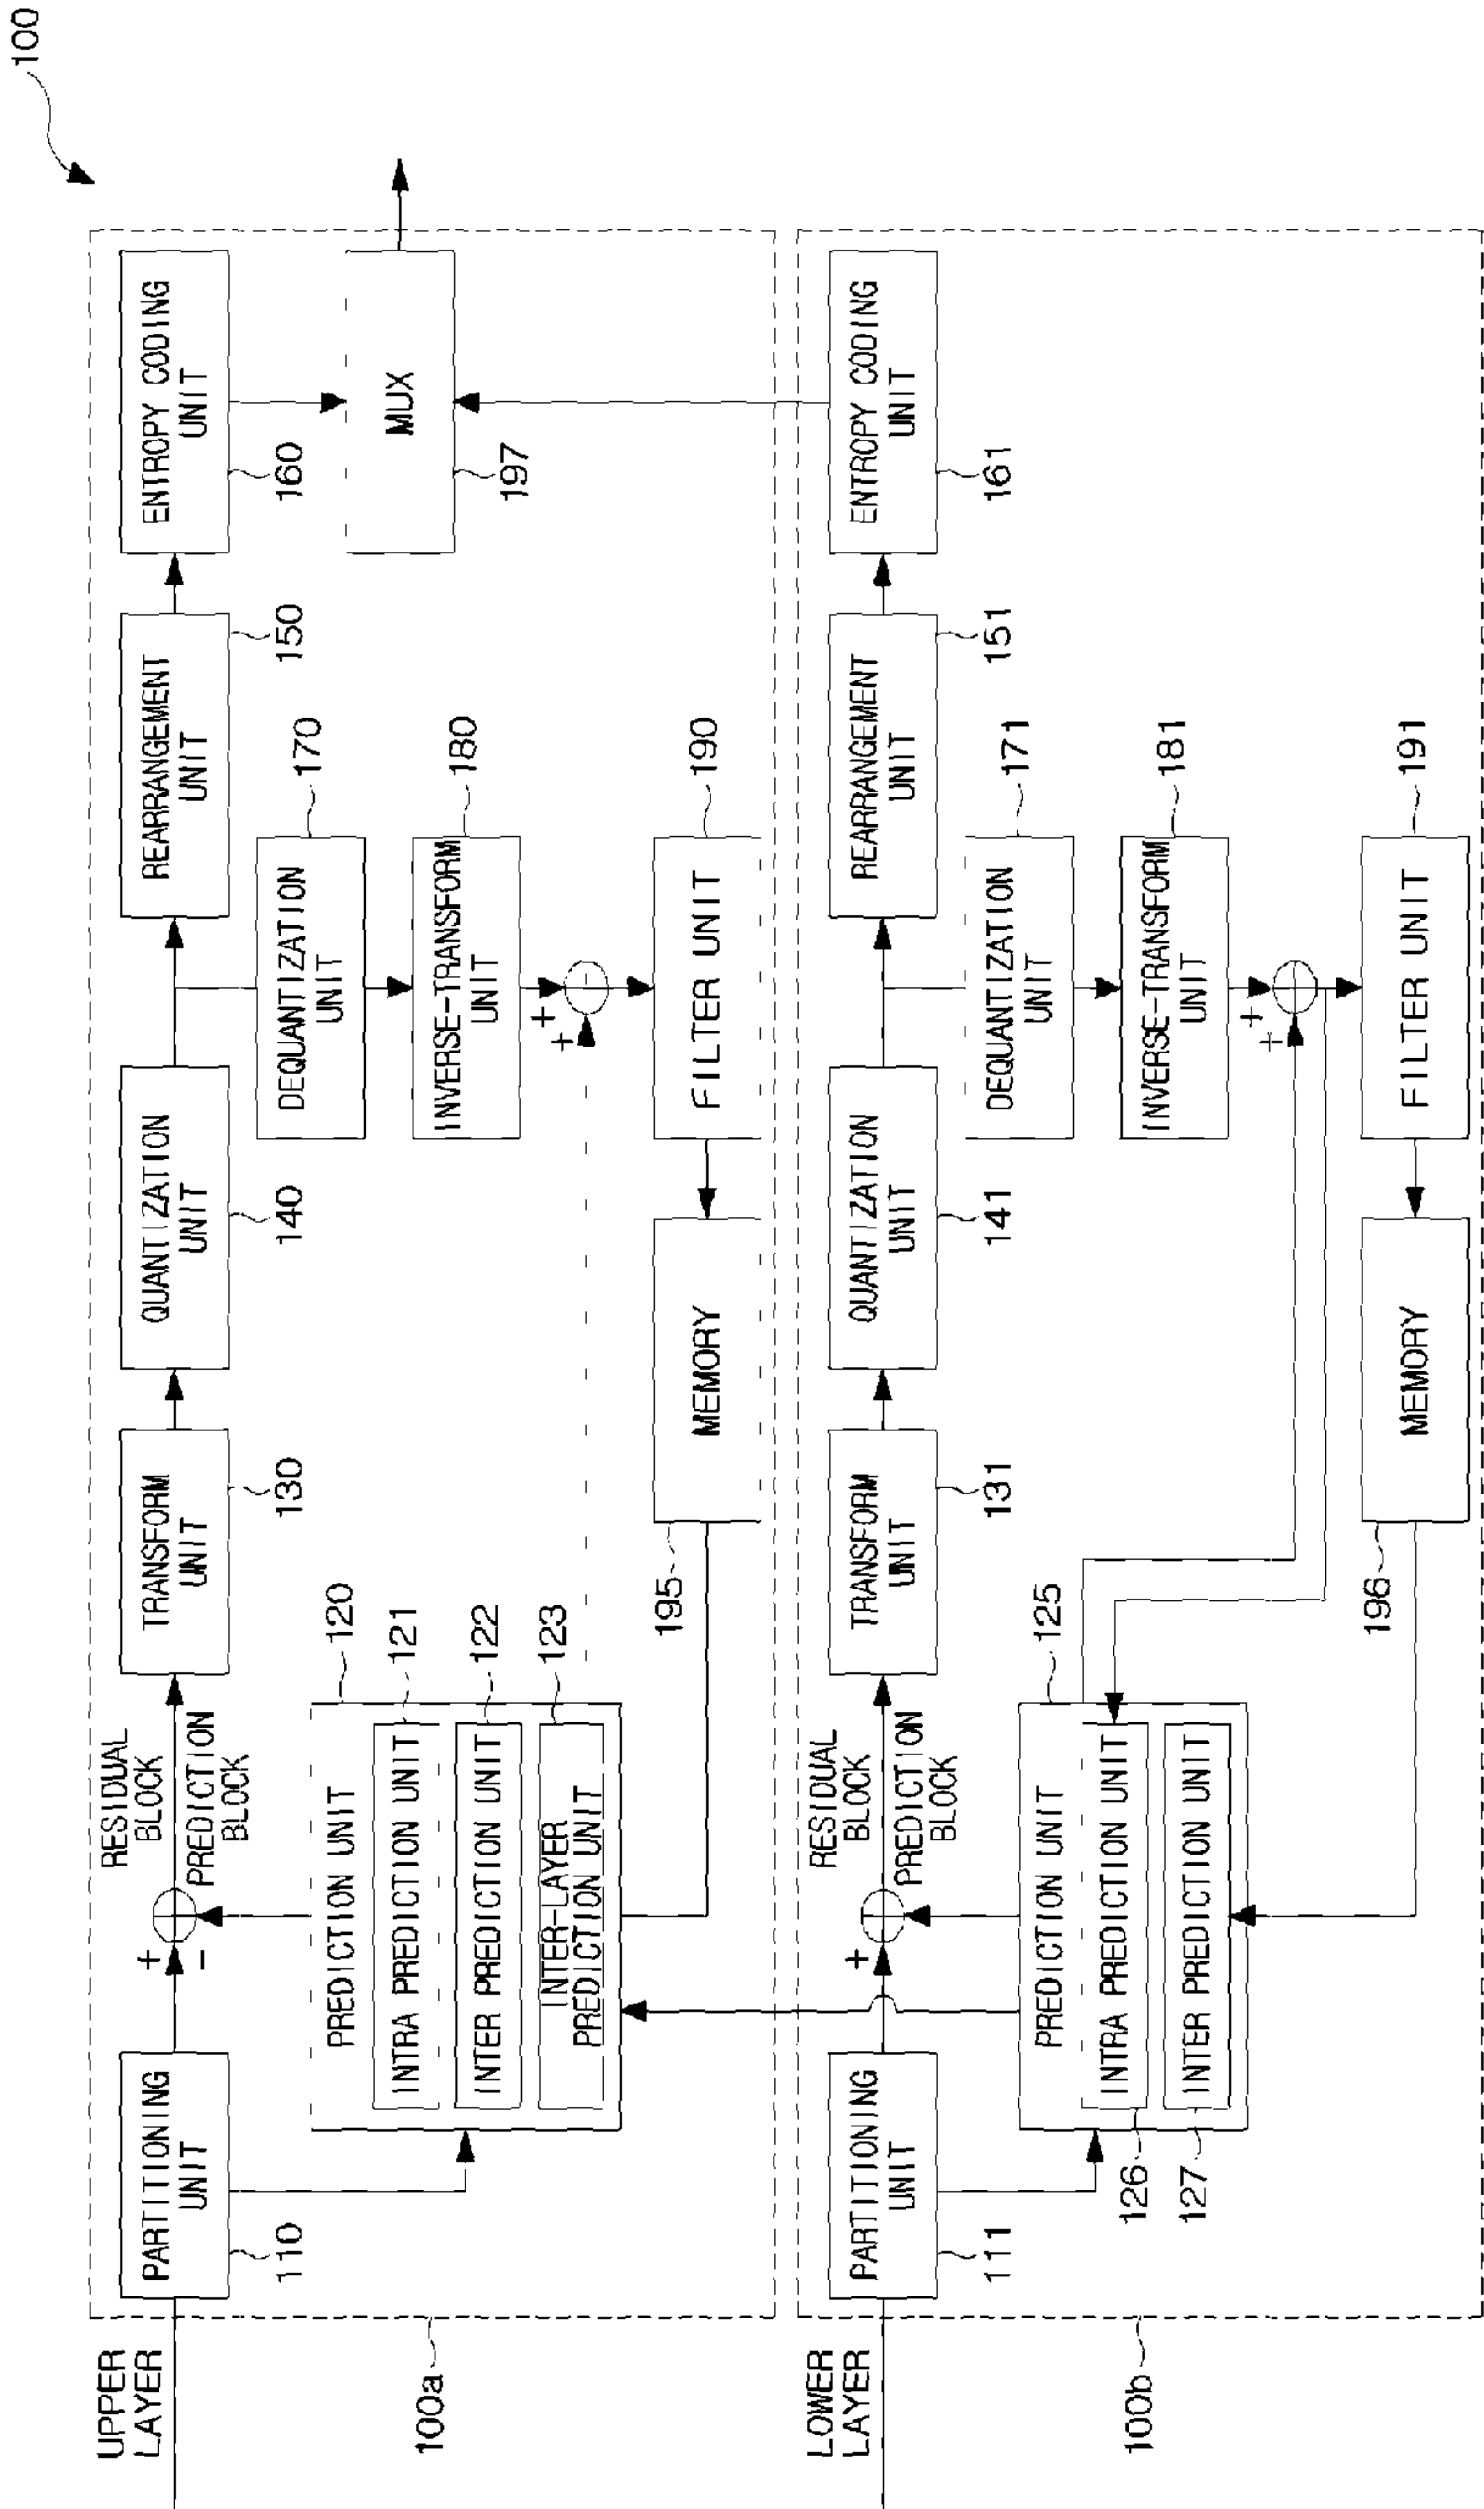 100
UPPER
LAYER
100a
PARTITIONING
UNIT
110
+
-
RESIDUAL
BLOCK
PREDICTION
BLOCK
TRANSFORM
UNIT
130
QUANTIZATION
UNIT
140
REARRANGEMENT
UNIT
150
ENTROPY CODING
UNIT
160
MUX
197
PREDICTION UNIT
120
INTRA PREDICTION UNIT
121
INTER PREDICTION UNIT
122
INTER-LAYER
PREDICTION UNIT
123
DEQUANTIZATION
UNIT
170
INVERSE-TRANSFORM
UNIT
180
+
+
FILTER UNIT
190
MEMORY
195
LOWER
LAYER
100b
PARTITIONING
UNIT
111
+
RESIDUAL
BLOCK
PREDICTION
BLOCK
TRANSFORM
UNIT
131
QUANTIZATION
UNIT
141
REARRANGEMENT
UNIT
151
ENTROPY CODING
UNIT
161
PREDICTION UNIT
125
INTRA PREDICTION UNIT
126
INTER PREDICTION UNIT
127
DEQUANTIZATION
UNIT
171
INVERSE-TRANSFORM
UNIT
181
+
+
FILTER UNIT
191
MEMORY
196